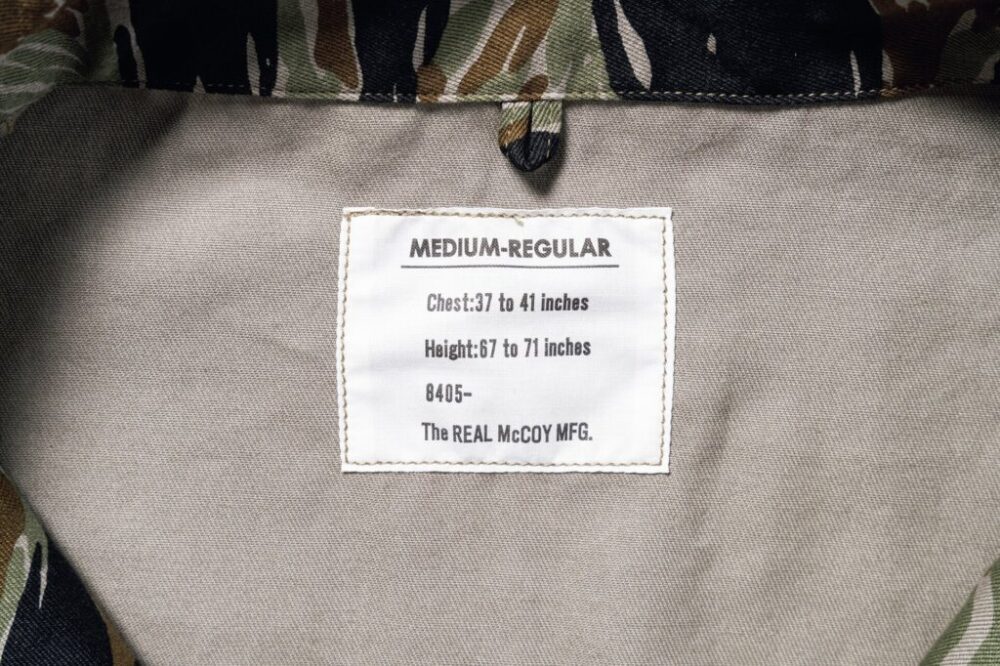 MEDIUM-REGULAR
Chest:37 to 41 inches
Height:67 to 71 inches
8405-
The REAL McCOY MFG.